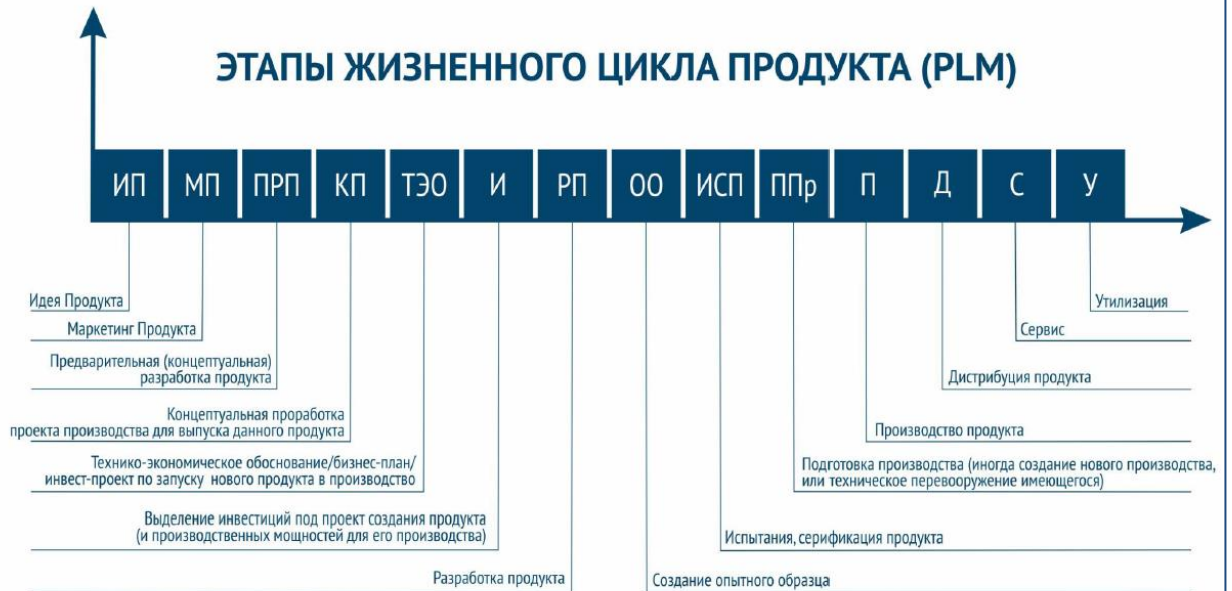 ЭТАПЫ ЖИЗНЕННОГО ЦИКЛА ПРОДУКТА (PLM)
ИП МП ПРП КП ТЭО И РП ОО ИСП ППр П Д С У
Идея Продукта
Маркетинг Продукта
Предварительная (концептуальная)
разработка продукта
Концептуальная проработка
проекта производства для выпуска данного продукта
Технико-экономическое обоснование/бизнес-план/
инвест-проект по запуску нового продукта в производство
Выделение инвестиций под проект создания продукта
(и производственных мощностей для его производства)
Разработка продукта
Создание опытного образца
Испытания, серификация продукта
Подготовка производства (иногда создание нового производства,
или техническое перевооружение имеющегося)
Производство продукта
Дистрибуция продукта
Сервис
Утилизация